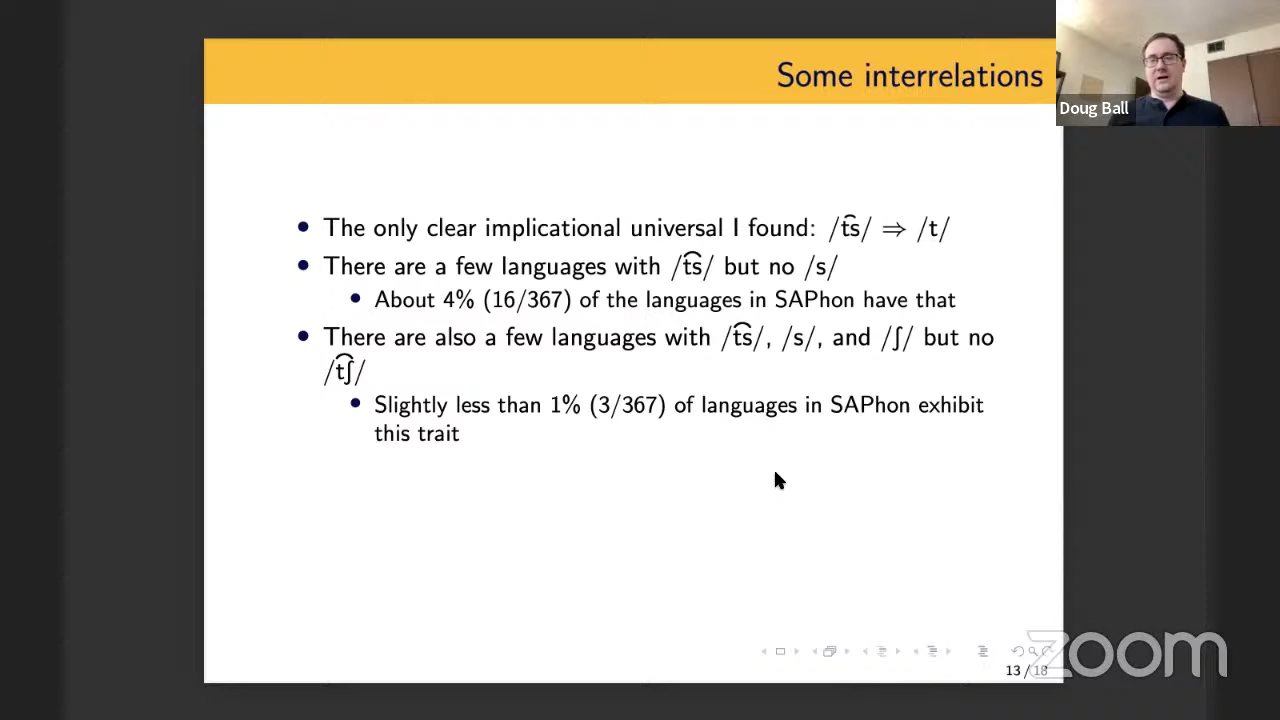 Some interrelations
Doug Ball
• The only clear implicational universal I found: /t͡s/ ⇒ /t/
• There are a few languages with /t͡s/ but no /s/
• About 4% (16/367) of the languages in SAPhon have that
• There are also a few languages with /t͡s/, /s/, and /ʃ/ but no
/t͡ʃ/
• Slightly less than 1% (3/367) of languages in SAPhon exhibit
this trait
13 / 18
zoom